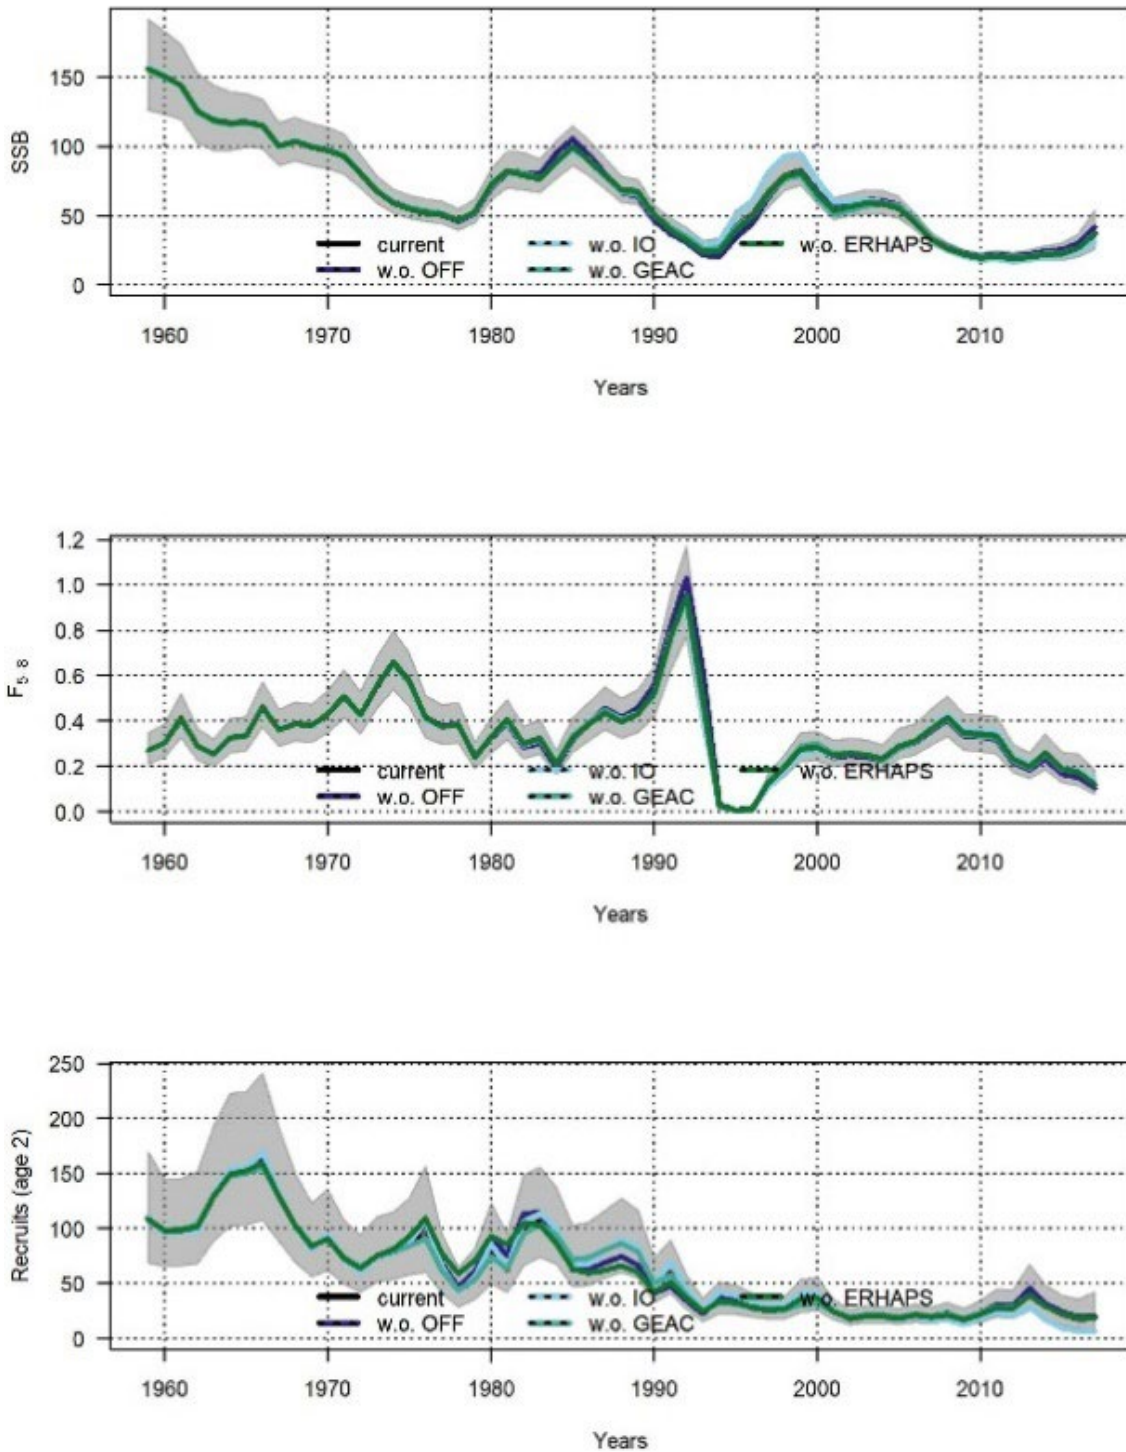 SSB
150
100
50
0
current w.o. IO w.o. ERHAPS
w.o. OFF w.o. GEAC
1960 1970 1980 1990 2000 2010
Years
F5-8
1.2
1.0
0.8
0.6
0.4
0.2
0.0
current w.o. IO w.o. ERHAPS
w.o. OFF w.o. GEAC
1960 1970 1980 1990 2000 2010
Years
Recruits (age 2)
250
200
150
100
50
0
current w.o. IO w.o. ERHAPS
w.o. OFF w.o. GEAC
1960 1970 1980 1990 2000 2010
Years